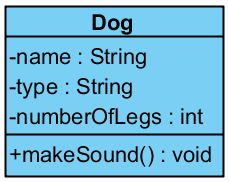 Dog
-name : String
-type : String
-numberOfLegs : int
+makeSound() : void